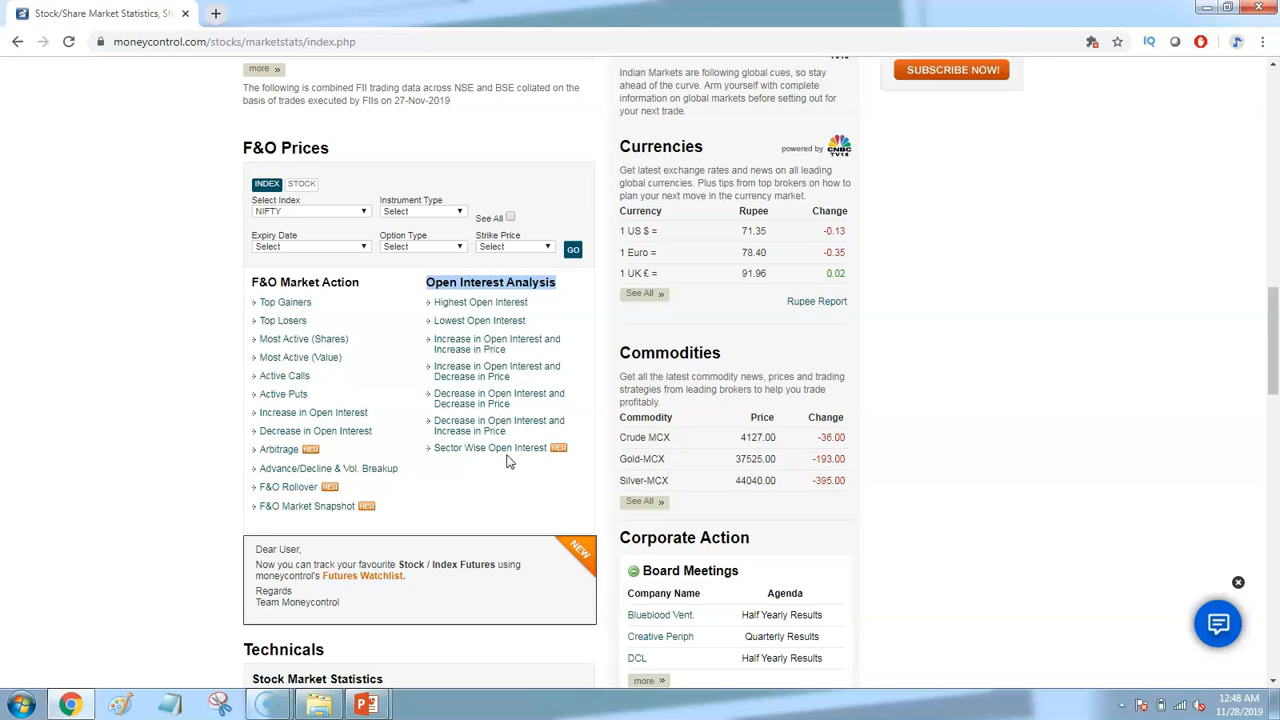 Stock/Share Market Statistics, Sh
moneycontrol.com/stocks/marketstats/index.php
more »
The following is combined FII trading data across NSE and BSE collated on the
basis of trades executed by FIIs on 27-Nov-2019
F&O Prices
INDEX STOCK
Select Index Instrument Type
NIFTY Select See All
Expiry Date Option Type Strike Price
Select Select Select GO
F&O Market Action
Top Gainers
Top Losers
Most Active (Shares)
Most Active (Value)
Active Calls
Active Puts
Increase in Open Interest
Decrease in Open Interest
Arbitrage NEW
Advance/Decline & Vol. Breakup
F&O Rollover NEW
F&O Market Snapshot NEW
Open Interest Analysis
Highest Open Interest
Lowest Open Interest
Increase in Open Interest and
Increase in Price
Increase in Open Interest and
Decrease in Price
Decrease in Open Interest and
Decrease in Price
Decrease in Open Interest and
Increase in Price
Sector Wise Open Interest NEW
Dear User,
Now you can track your favourite Stock / Index Futures using
moneycontrol's Futures Watchlist.
Regards
Team Moneycontrol
NEW
Technicals
Stock Market Statistics
Indian Markets are following global cues, so stay
ahead of the curve. Arm yourself with complete
information on global markets before setting out for
your next trade.
Currencies powered by CNBC TV18
Get latest exchange rates and news on all leading
global currencies. Plus tips from top brokers on how to
plan your next move in the currency market.
Currency Rupee Change
1 US $ = 71.35 -0.13
1 Euro = 78.40 -0.35
1 UK £ = 91.96 0.02
See All » Rupee Report
Commodities
Get all the latest commodity news, prices and trading
strategies from leading brokers to help you trade
profitably.
Commodity Price Change
Crude MCX 4127.00 -36.00
Gold-MCX 37525.00 -193.00
Silver-MCX 44040.00 -395.00
See All »
Corporate Action
Board Meetings
Company Name Agenda
Blueblood Vent. Half Yearly Results
Creative Periph Quarterly Results
DCL Half Yearly Results
more »
SUBSCRIBE NOW!
12:48 AM
11/28/2019